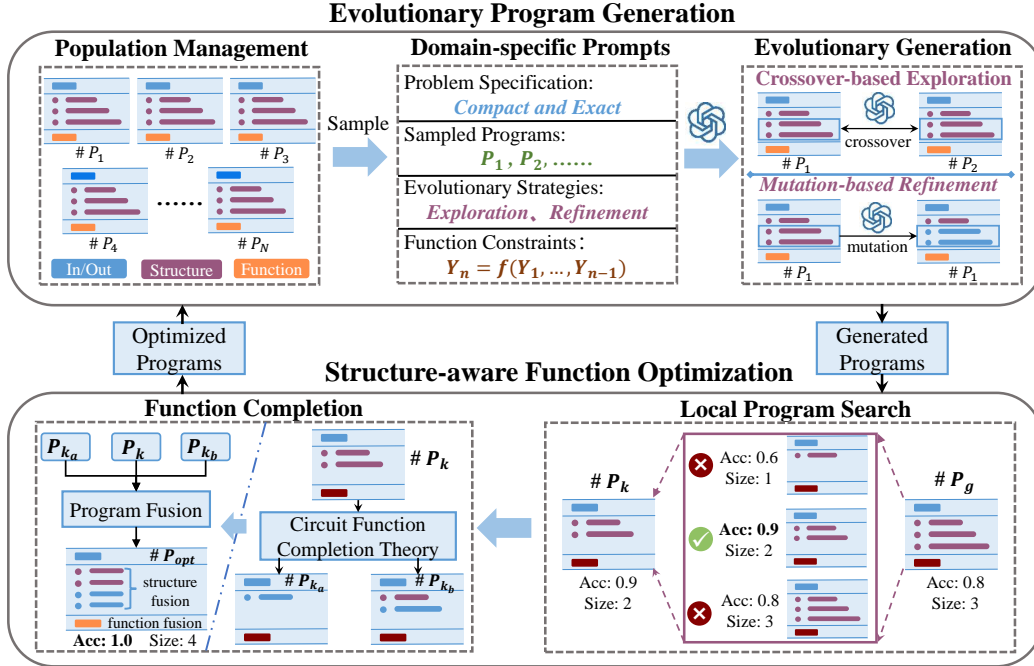 Evolutionary Program Generation
Population Management
# P1
# P2
# P3
# P4
......
# PN
In/Out
Structure
Function
Sample
Domain-specific Prompts
Problem Specification:
Compact and Exact
Sampled Programs:
P1 , P2, ......
Evolutionary Strategies:
Exploration、Refinement
Function Constraints：
Yn = f(Y1, ..., Yn−1)
Evolutionary Generation
Crossover-based Exploration
crossover
# P1
# P2
Mutation-based Refinement
mutation
# P1
# P1
Optimized
Programs
Generated
Programs
Structure-aware Function Optimization
Function Completion
Pka
Pk
Pkb
Program Fusion
# Popt
structure
fusion
function fusion
Acc: 1.0 Size: 4
# Pk
Circuit Function
Completion Theory
# Pka
# Pkb
Local Program Search
# Pk
Acc: 0.9
Size: 2
Acc: 0.6
Size: 1
Acc: 0.9
Size: 2
Acc: 0.8
Size: 3
# Pg
Acc: 0.8
Size: 3